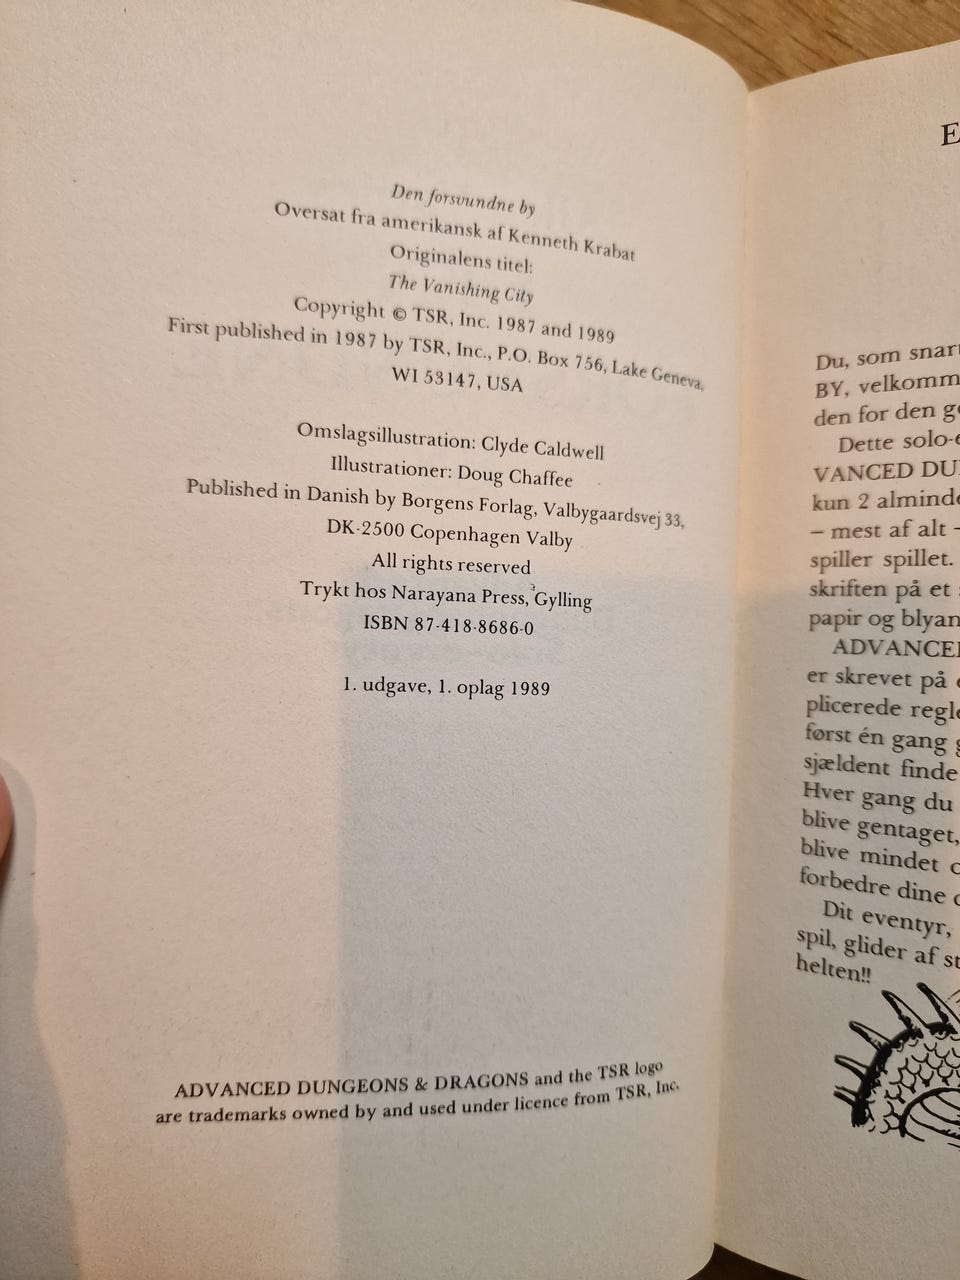 Den forsvundne by
Oversat fra amerikansk af Kenneth Krabat
Originalens titel:
The Vanishing City
Copyright © TSR, Inc. 1987 and 1989
First published in 1987 by TSR, Inc., P.O. Box 756, Lake Geneva,
WI 53147, USA
Omslagsillustration: Clyde Caldwell
Illustrationer: Doug Chaffee
Published in Danish by Borgens Forlag, Valbygaardsvej 33,
DK-2500 Copenhagen Valby
All rights reserved
Trykt hos Narayana Press, Gylling
ISBN 87-418-8686-0
1. udgave, 1. oplag 1989
ADVANCED DUNGEONS & DRAGONS and the TSR logo
are trademarks owned by and used under licence from TSR, Inc.
E
Du, som snart
BY, velkomm
den for den g
Dette solo-e
VANCED DU
kun 2 alminde
– mest af alt –
spiller spillet.
skriften på et
papir og blyan
ADVANCE
er skrevet på
plicerede regle
først én gang g
sjældent finde
Hver gang du
blive gentaget,
blive mindet o
forbedre dine
Dit eventyr,
spil, glider af st
helten!!